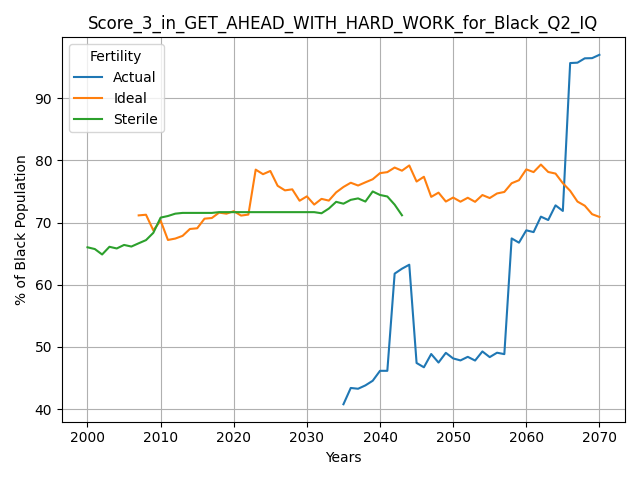 Score_3_in_GET_AHEAD_WITH_HARD_WORK_for_Black_Q2_IQ
Fertility
Actual
Ideal
Sterile
% of Black Population
90
80
70
60
50
40
2000 2010 2020 2030 2040 2050 2060 2070
Years